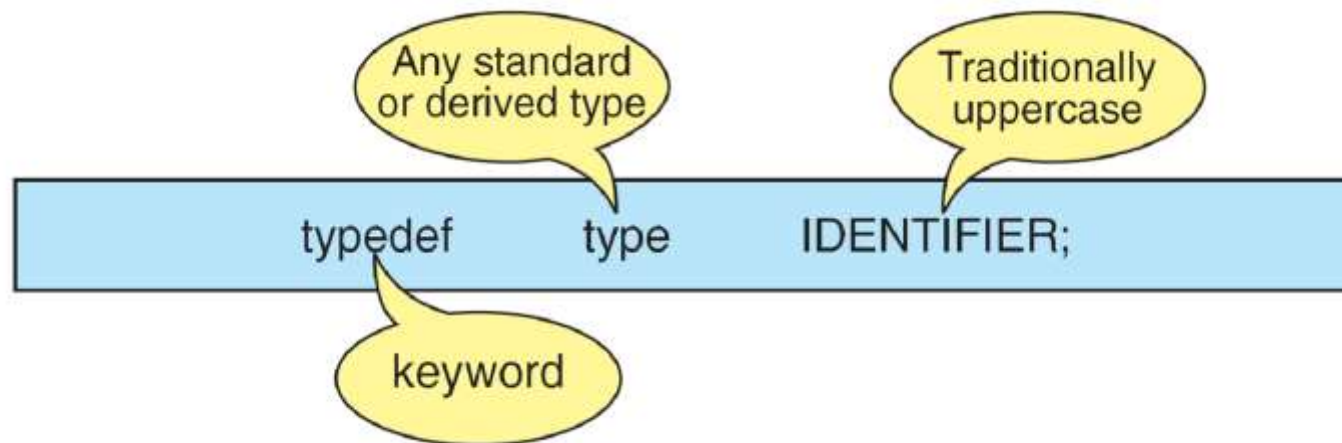 Any standard
or derived type
Traditionally
uppercase
typedef type IDENTIFIER;
keyword